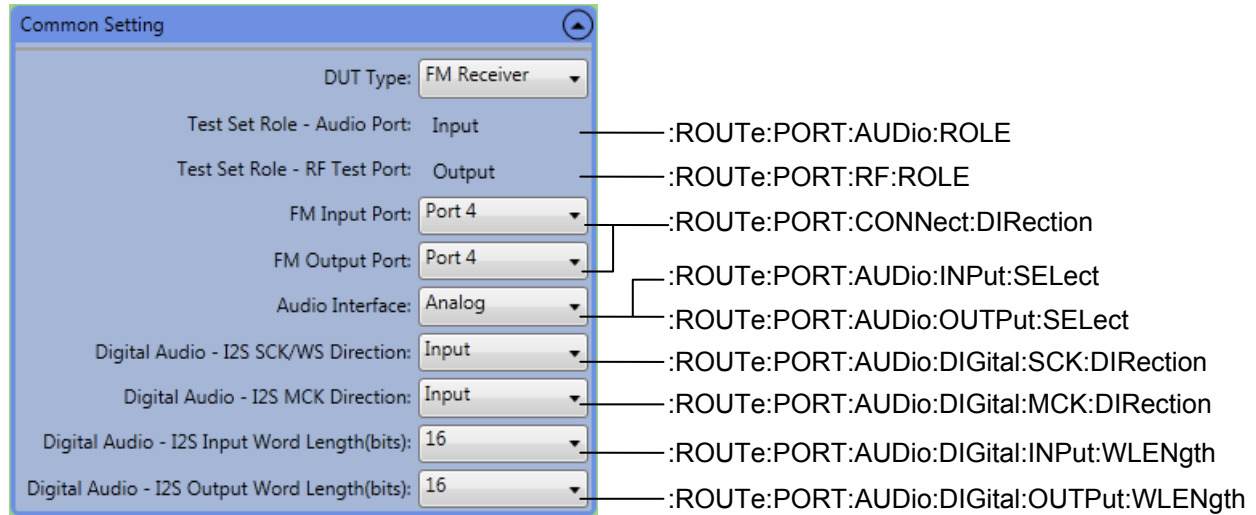 Common Setting
DUT Type: FM Receiver
Test Set Role - Audio Port: Input :ROUTe:PORT:AUDio:ROLE
Test Set Role - RF Test Port: Output :ROUTe:PORT:RF:ROLE
FM Input Port: Port 4 :ROUTe:PORT:CONNect:DIRection
FM Output Port: Port 4
:ROUTe:PORT:AUDio:INPut:SELect
Audio Interface: Analog :ROUTe:PORT:AUDio:OUTPut:SELect
Digital Audio - I2S SCK/WS Direction: Input :ROUTe:PORT:AUDio:DIGital:SCK:DIRection
Digital Audio - I2S MCK Direction: Input :ROUTe:PORT:AUDio:DIGital:MCK:DIRection
Digital Audio - I2S Input Word Length(bits): 16 :ROUTe:PORT:AUDio:DIGital:INPut:WLENgth
Digital Audio - I2S Output Word Length(bits): 16 :ROUTe:PORT:AUDio:DIGital:OUTPut:WLENgth